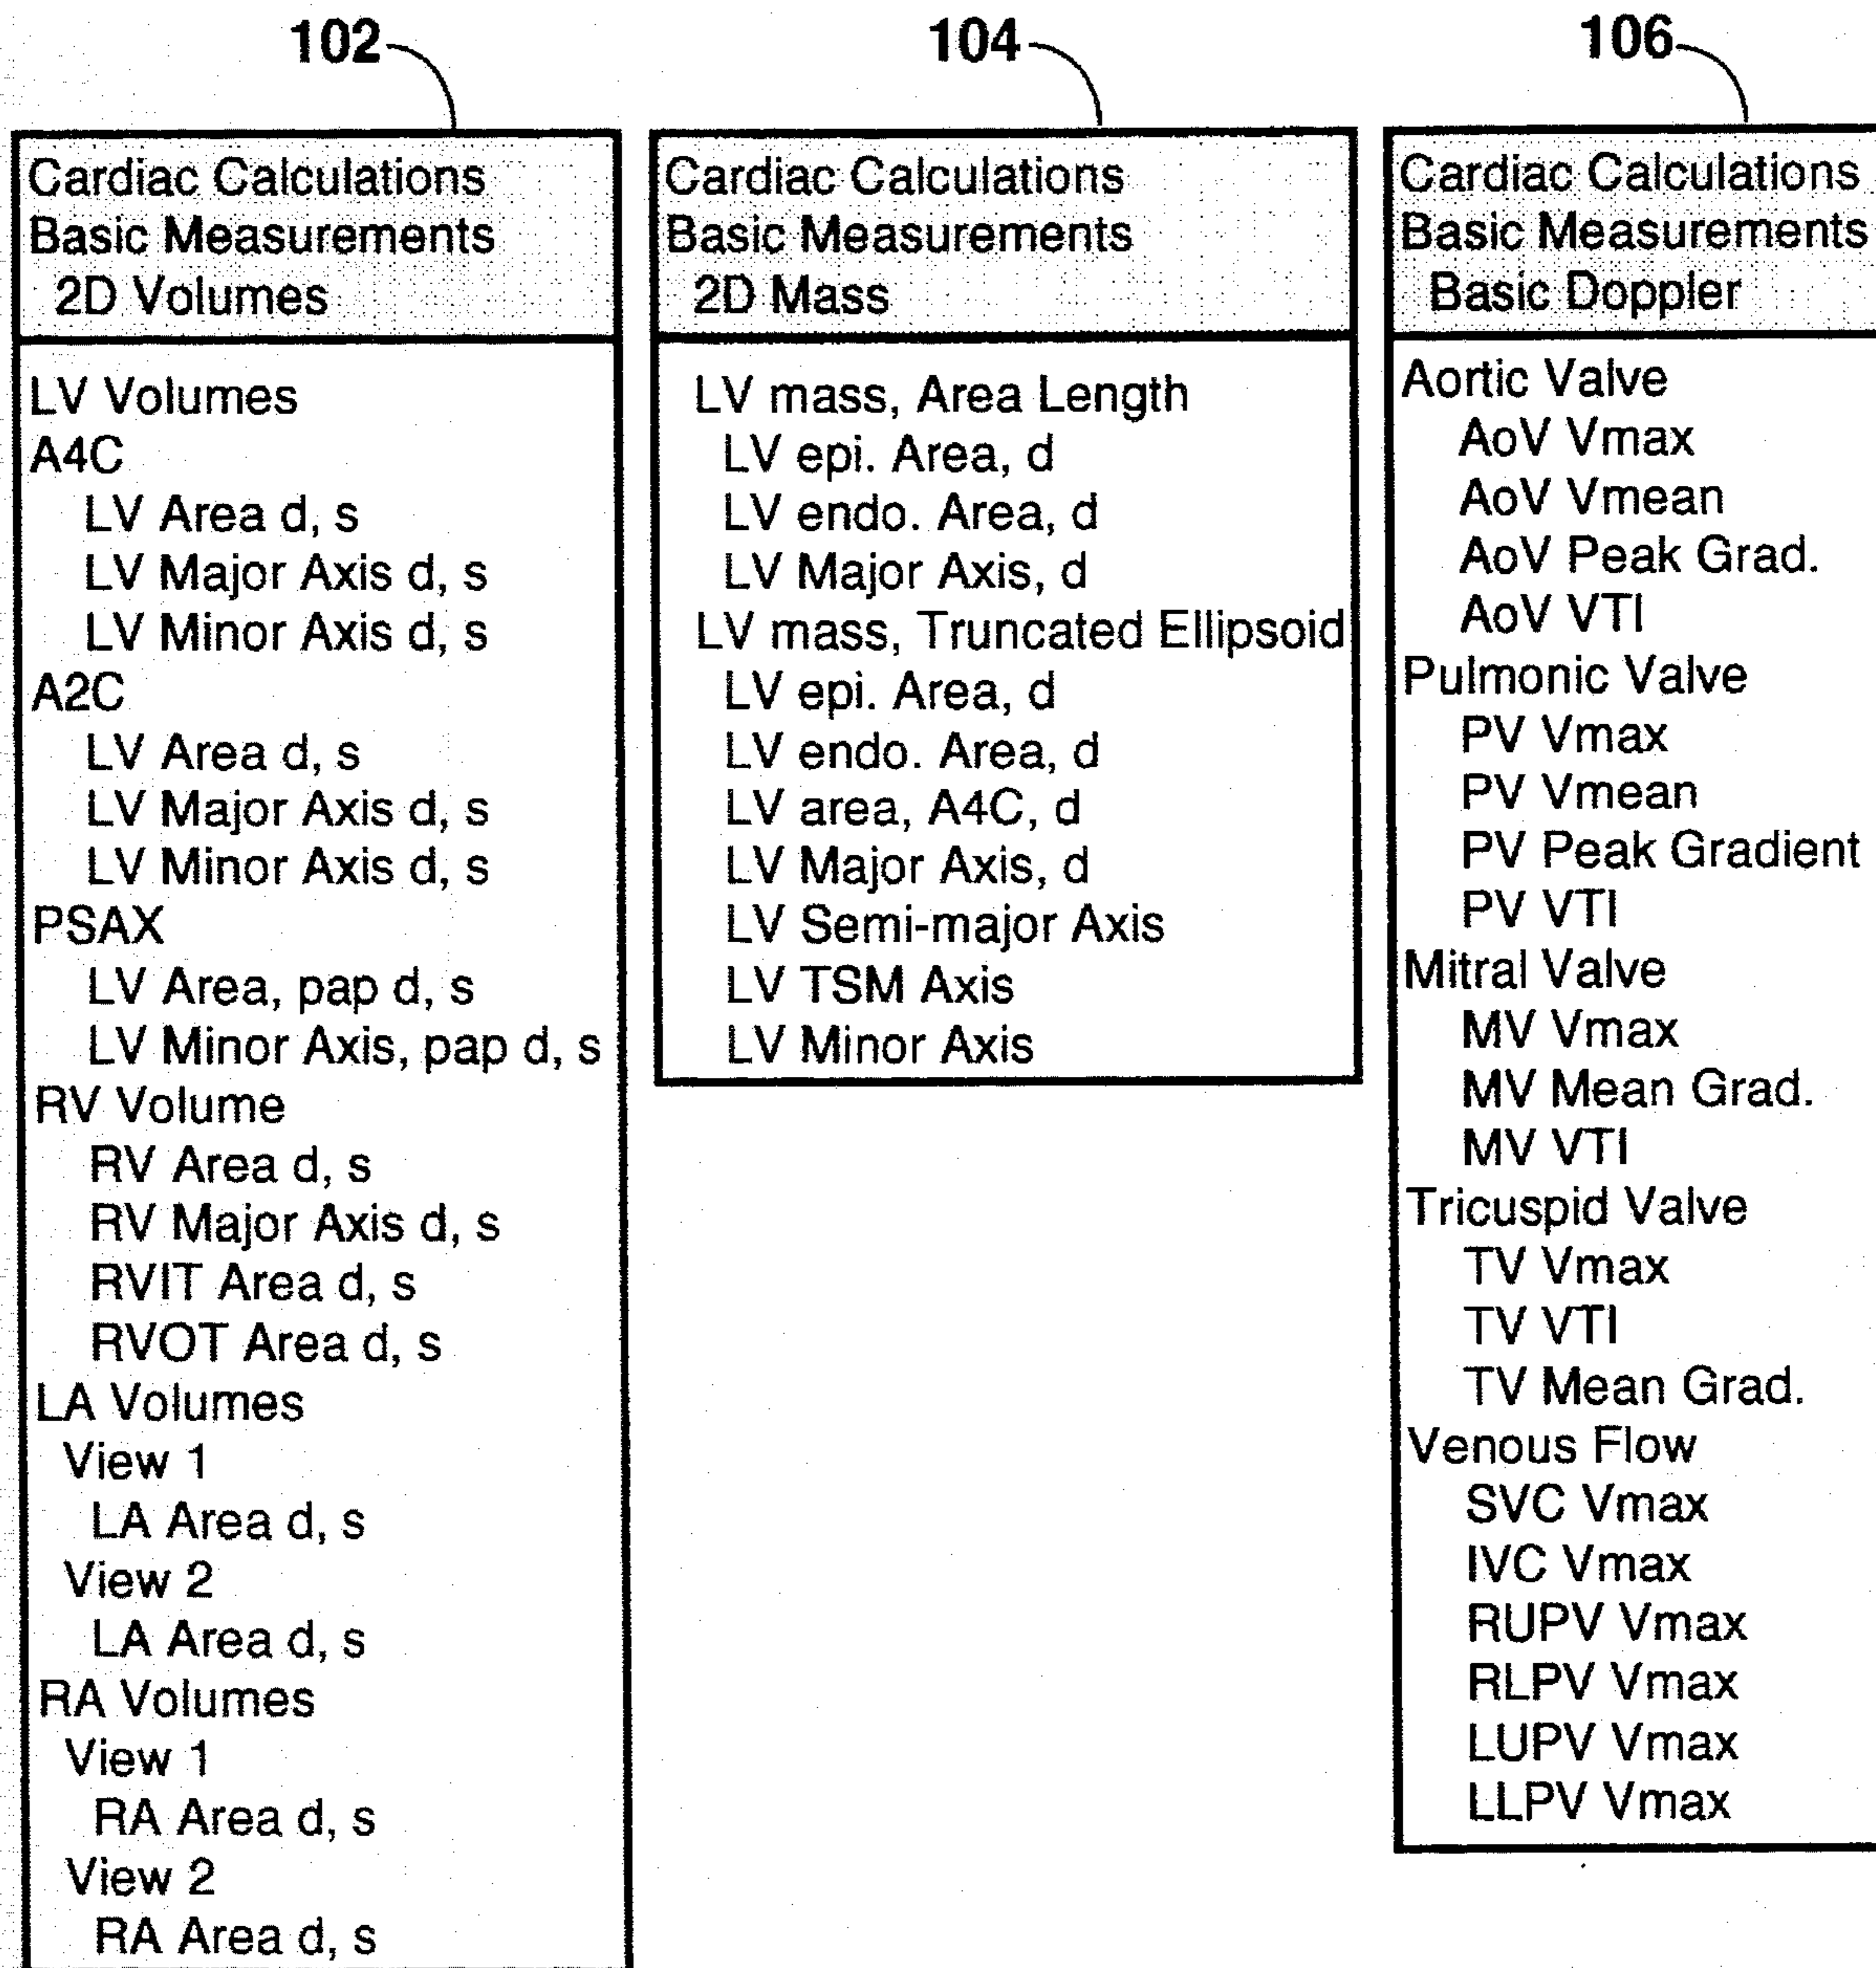 102
Cardiac Calculations
Basic Measurements
2D Volumes
LV Volumes
A4C
LV Area d, s
LV Major Axis d, s
LV Minor Axis d, s
A2C
LV Area d, s
LV Major Axis d, s
LV Minor Axis d, s
PSAX
LV Area, pap d, s
LV Minor Axis, pap d, s
RV Volume
RV Area d, s
RV Major Axis d, s
RVIT Area d, s
RVOT Area d, s
LA Volumes
View 1
LA Area d, s
View 2
LA Area d, s
RA Volumes
View 1
RA Area d, s
View 2
RA Area d, s
104
Cardiac Calculations
Basic Measurements
2D Mass
LV mass, Area Length
LV epi. Area, d
LV endo. Area, d
LV Major Axis, d
LV mass, Truncated Ellipsoid
LV epi. Area, d
LV endo. Area, d
LV area, A4C, d
LV Major Axis, d
LV Semi-major Axis
LV TSM Axis
LV Minor Axis
106
Cardiac Calculations
Basic Measurements
Basic Doppler
Aortic Valve
AoV Vmax
AoV Vmean
AoV Peak Grad.
AoV VTI
Pulmonic Valve
PV Vmax
PV Vmean
PV Peak Gradient
PV VTI
Mitral Valve
MV Vmax
MV Mean Grad.
MV VTI
Tricuspid Valve
TV Vmax
TV VTI
TV Mean Grad.
Venous Flow
SVC Vmax
IVC Vmax
RUPV Vmax
RLPV Vmax
LUPV Vmax
LLPV Vmax